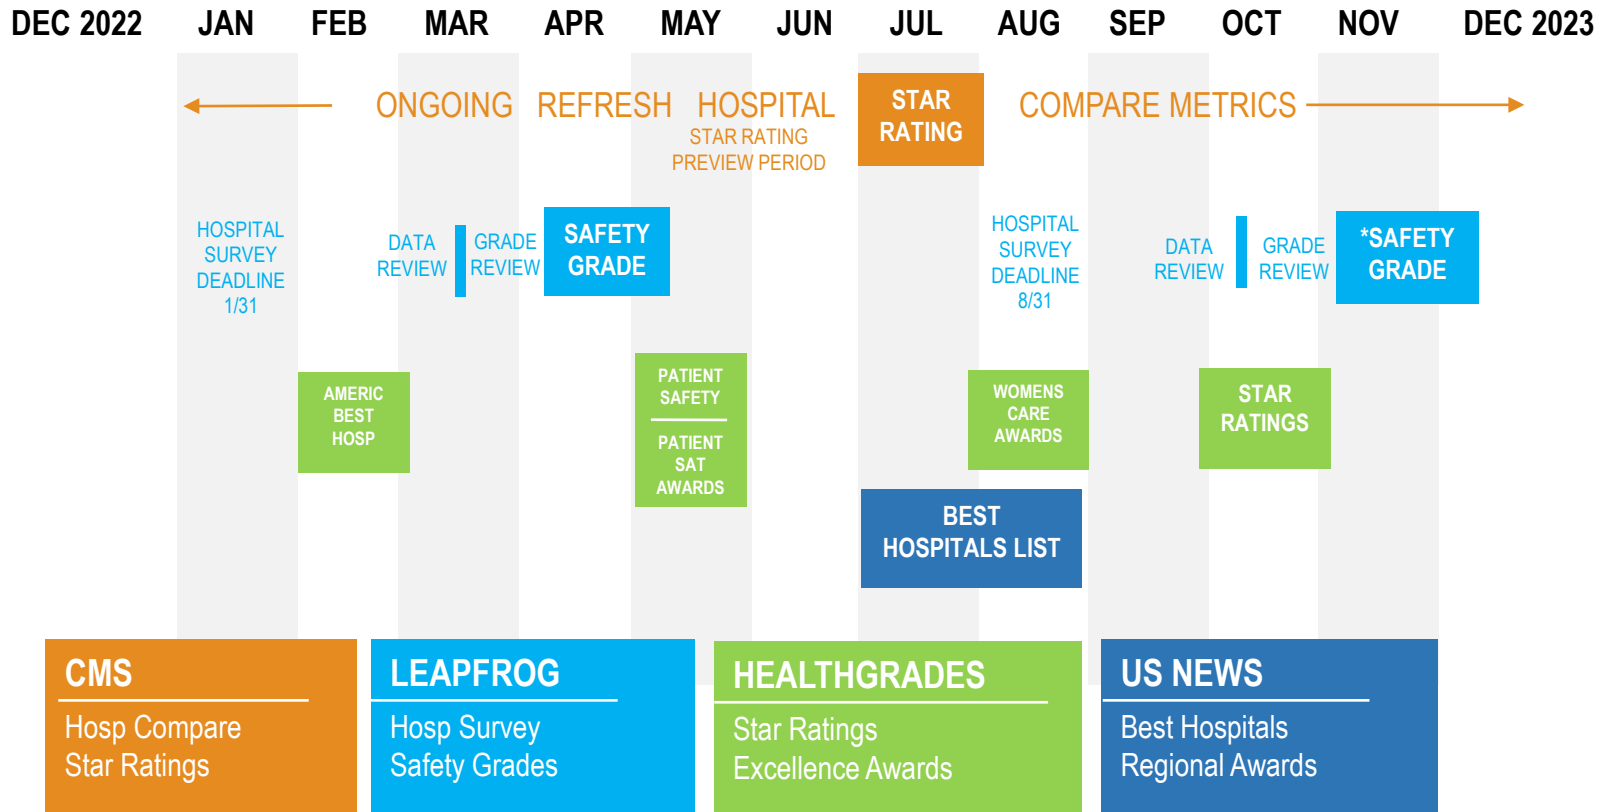 DEC 2022 JAN FEB MAR APR MAY JUN JUL AUG SEP OCT NOV DEC 2023
ONGOING REFRESH HOSPITAL
STAR RATING
PREVIEW PERIOD
STAR
RATING
COMPARE METRICS
HOSPITAL
SURVEY
DEADLINE
1/31
DATA
REVIEW
GRADE
REVIEW
SAFETY
GRADE
HOSPITAL
SURVEY
DEADLINE
8/31
DATA
REVIEW
GRADE
REVIEW
*SAFETY
GRADE
AMERIC
BEST
HOSP
PATIENT
SAFETY
PATIENT
SAT
AWARDS
WOMENS
CARE
AWARDS
STAR
RATINGS
BEST
HOSPITALS LIST
CMS
Hosp Compare
Star Ratings
LEAPFROG
Hosp Survey
Safety Grades
HEALTHGRADES
Star Ratings
Excellence Awards
US NEWS
Best Hospitals
Regional Awards